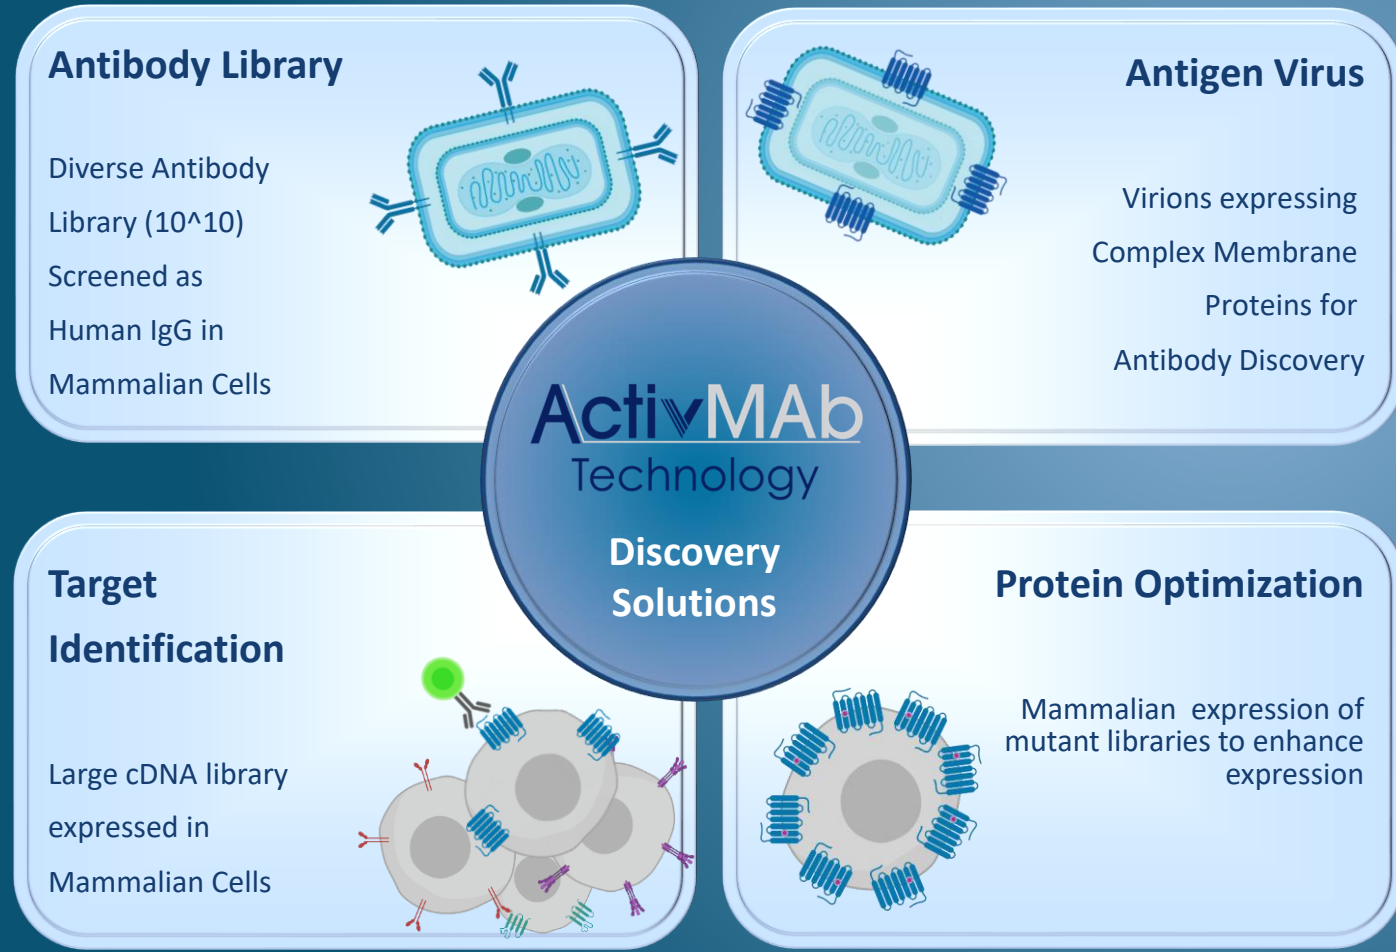 Antibody Library
Diverse Antibody
Library (10^10)
Screened as
Human IgG in
Mammalian Cells
Antigen Virus
Virions expressing
Complex Membrane
Proteins for
Antibody Discovery
ActivMAb
Technology
Discovery
Solutions
Target
Identification
Large cDNA library
expressed in
Mammalian Cells
Protein Optimization
Mammalian expression of
mutant libraries to enhance
expression